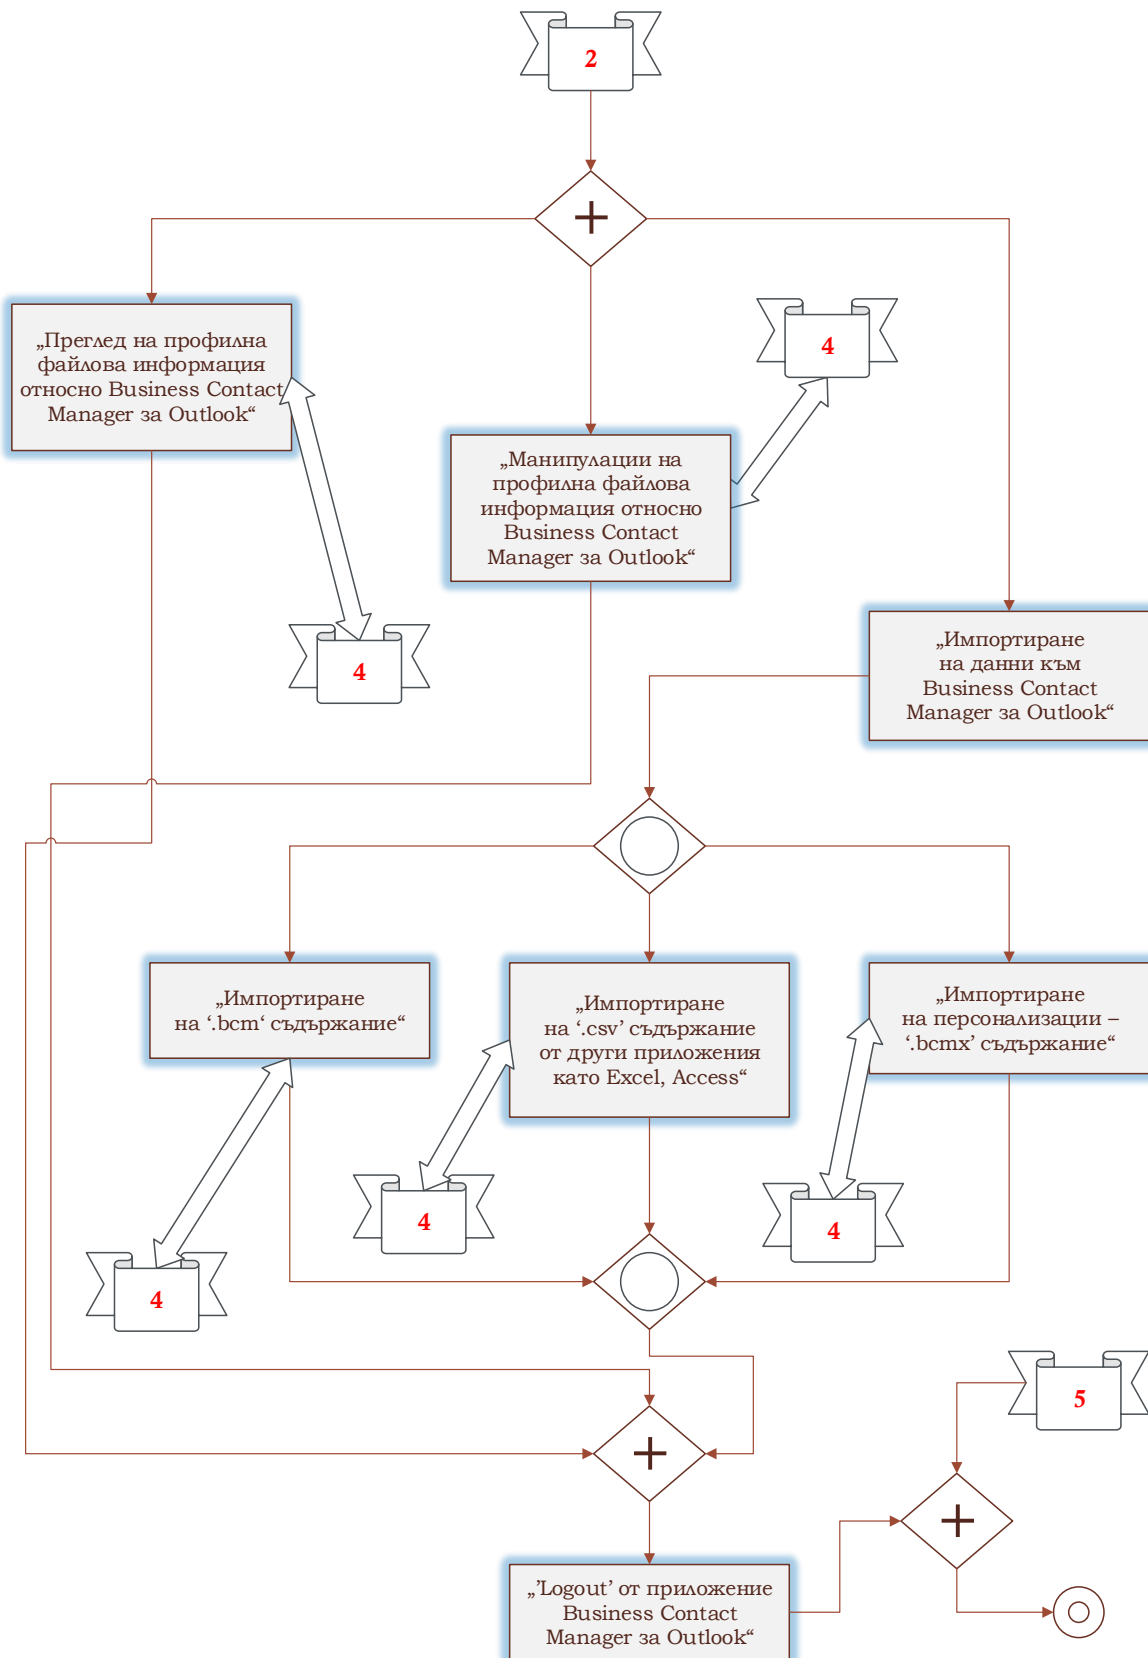 2
„Преглед на профилна
файлова информация
относно Business Contact
Manager за Outlook“
4
„Манипулации на
профилна файлова
информация относно
Business Contact
Manager за Outlook“
4
„Импортиране
на данни към
Business Contact
Manager за Outlook“
„Импортиране
на ‘.bcm‘ съдържание“
„Импортиране
на ‘.csv’ съдържание
от други приложения
като Excel, Access“
„Импортиране
на персонализации –
‘.bcmx’ съдържание“
4
4
4
5
„’Logout’ от приложение
Business Contact
Manager за Outlook“